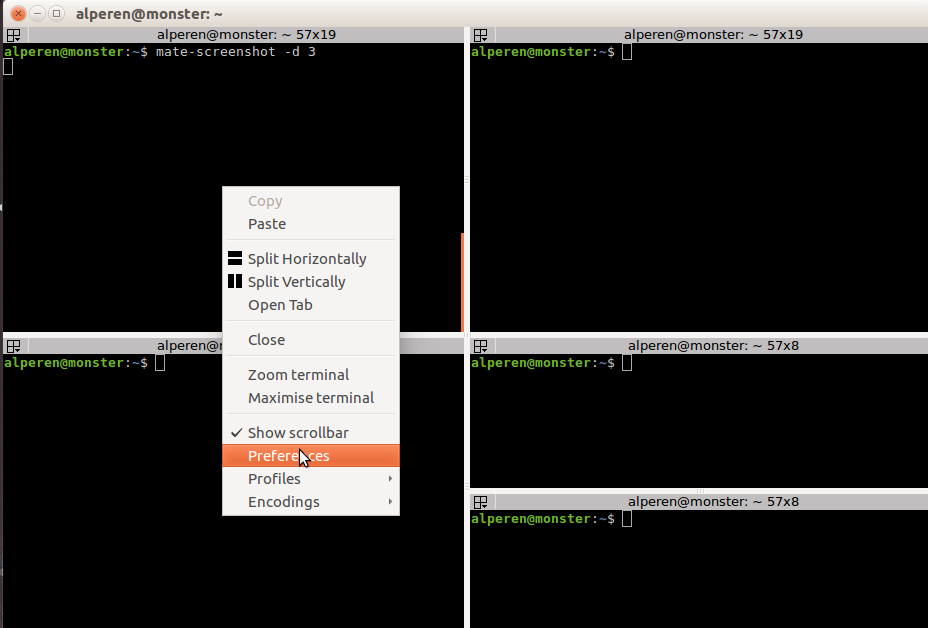 alperen@monster: ~
alperen@monster: ~ 57x19
alperen@monster:~$ mate-screenshot -d 3
alperen@monster: ~ 57x19
alperen@monster:~$
Copy
Paste
Split Horizontally
Split Vertically
Open Tab
Close
Zoom terminal
Maximise terminal
Show scrollbar
Preferences
Profiles
Encodings
alperen@
alperen@monster:~$
alperen@monster: ~ 57x8
alperen@monster:~$
alperen@monster: ~ 57x8
alperen@monster:~$